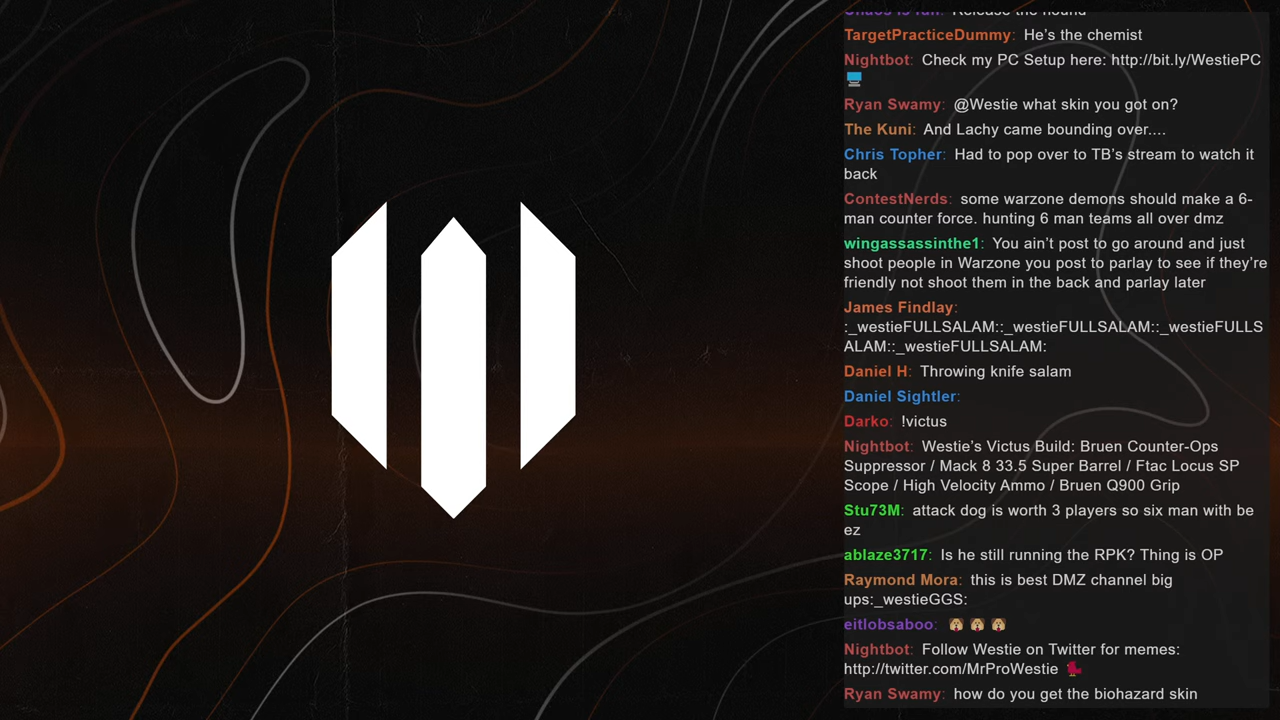 Chaos is fun: Release the hound
TargetPracticeDummy: He's the chemist
Nightbot: Check my PC Setup here: http://bit.ly/WestiePC
Ryan Swamy: @Westie what skin you got on?
The Kuni: And Lachy came bounding over....
Chris Topher: Had to pop over to TB's stream to watch it
back
ContestNerds: some warzone demons should make a 6-
man counter force. hunting 6 man teams all over dmz
wingassassinthe1: You ain't post to go around and just
shoot people in Warzone you post to parlay to see if they're
friendly not shoot them in the back and parlay later
James Findlay:
:_westieFULLSALAM::_westieFULLSALAM::_westieFULLS
ALAM::_westieFULLSALAM:
Daniel H: Throwing knife salam
Daniel Sightler:
Darko: !victus
Nightbot: Westie's Victus Build: Bruen Counter-Ops
Suppressor / Mack 8 33.5 Super Barrel / Ftac Locus SP
Scope / High Velocity Ammo / Bruen Q900 Grip
Stu73M: attack dog is worth 3 players so six man with be
ez
ablaze3717: Is he still running the RPK? Thing is OP
Raymond Mora: this is best DMZ channel big
ups:_westieGGS:
eitlobsaboo: 🐶 🐶 🐶
Nightbot: Follow Westie on Twitter for memes:
http://twitter.com/MrProWestie
Ryan Swamy: how do you get the biohazard skin